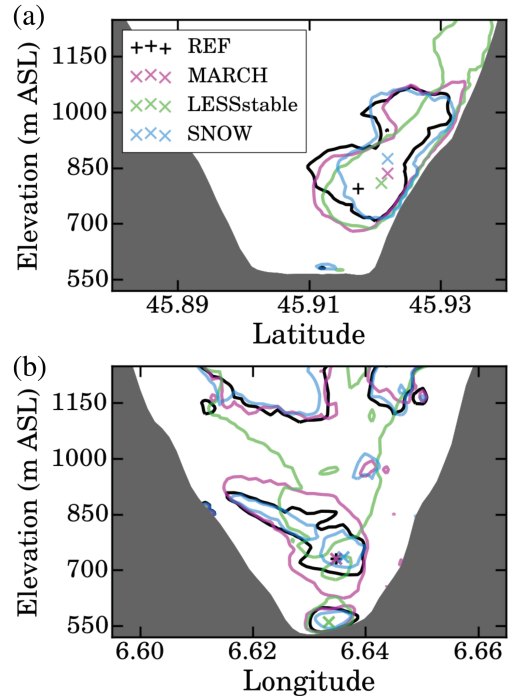 (a)
Elevation (m ASL)
1150
1000
850
700
550
+++ REF
××× MARCH
××× LESSstable
××× SNOW
45.89 45.91 45.93
Latitude
(b)
Elevation (m ASL)
1150
1000
850
700
550
6.60 6.62 6.64 6.66
Longitude